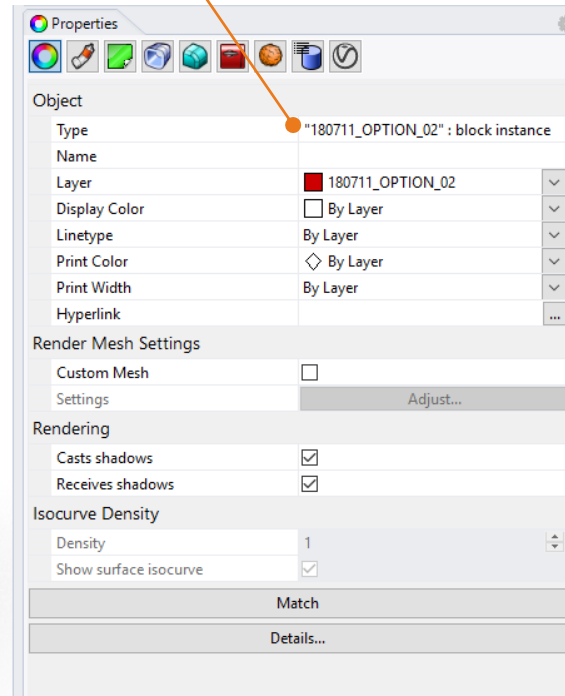 Properties
Object
Type "180711_OPTION_02" : block instance
Name
Layer 180711_OPTION_02
Display Color By Layer
Linetype By Layer
Print Color By Layer
Print Width By Layer
Hyperlink ...
Render Mesh Settings
Custom Mesh
Settings Adjust...
Rendering
Casts shadows
Receives shadows
Isocurve Density
Density 1
Show surface isocurve
Match
Details...